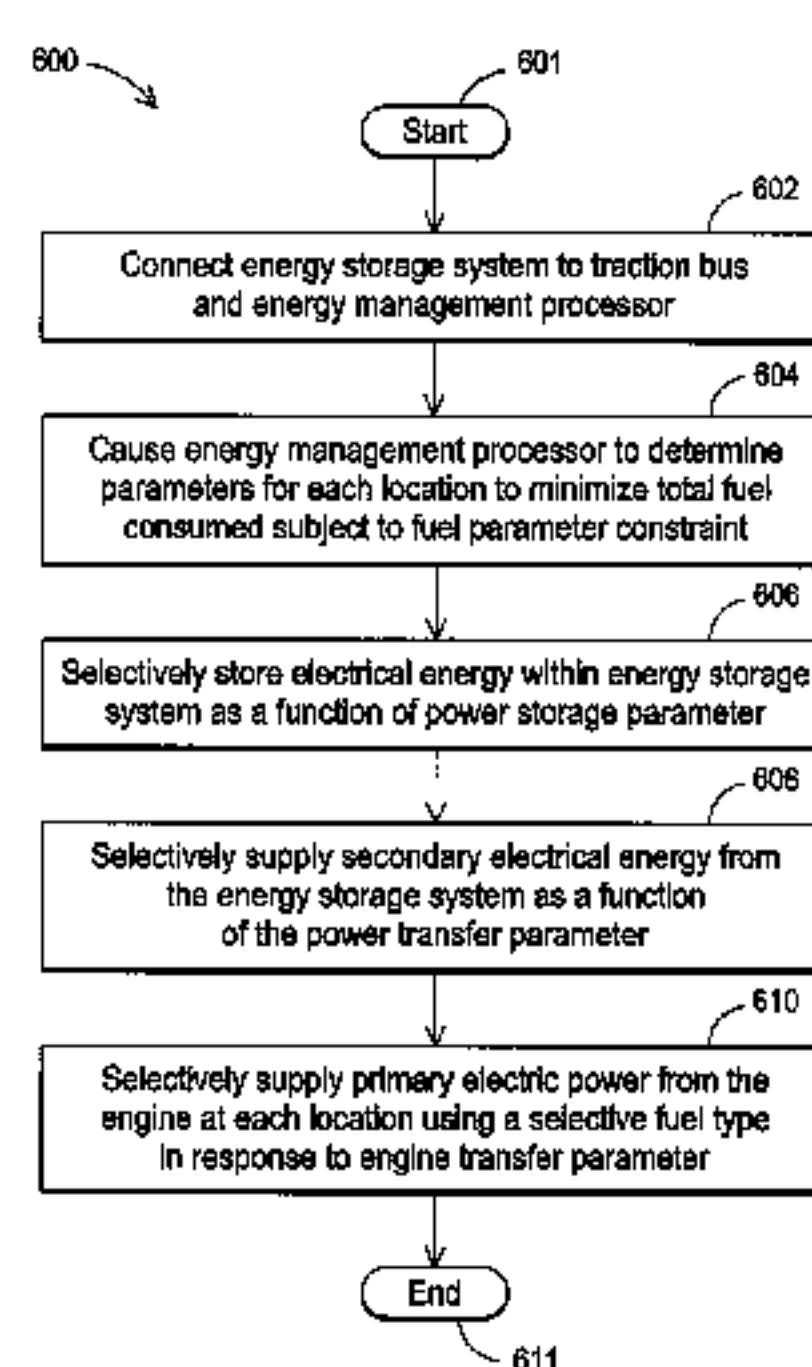 600
601
Start
602
Connect energy storage system to traction bus
and energy management processor
604
Cause energy management processor to determine
parameters for each location to minimize total fuel
consumed subject to fuel parameter constraint
606
Selectively store electrical energy within energy storage
system as a function of power storage parameter
608
Selectively supply secondary electrical energy from
the energy storage system as a function
of the power transfer parameter
610
Selectively supply primary electric power from the
engine at each location using a selective fuel type
in response to engine transfer parameter
End
611